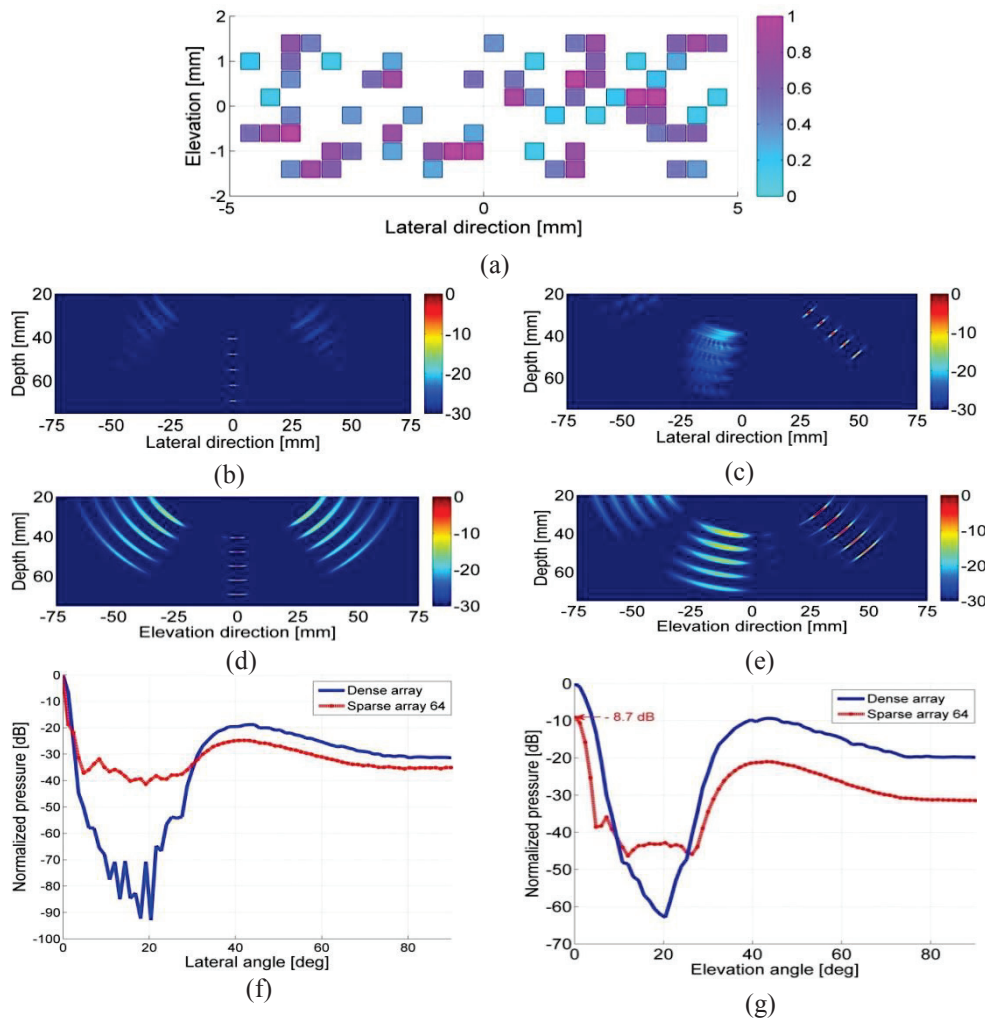 2
1
0
-1
-2
Elevation [mm]
-5 0 5
Lateral direction [mm]
1
0.8
0.6
0.4
0.2
0
(a)
20
40
60
Depth [mm]
-75 -50 -25 0 25 50 75
Lateral direction [mm]
0
-10
-20
-30
(b)
20
40
60
Depth [mm]
-75 -50 -25 0 25 50 75
Lateral direction [mm]
0
-10
-20
-30
(c)
20
40
60
Depth [mm]
-75 -50 -25 0 25 50 75
Elevation direction [mm]
0
-10
-20
-30
(d)
20
40
60
Depth [mm]
-75 -50 -25 0 25 50 75
Elevation direction [mm]
0
-10
-20
-30
(e)
0
-10
-20
-30
-40
-50
-60
-70
-80
-90
-100
Normalized pressure [dB]
Dense array
Sparse array 64
0 20 40 60 80
Lateral angle [deg]
(f)
0
-10
-20
-30
-40
-50
-60
-70
Normalized pressure [dB]
- 8.7 dB
Dense array
Sparse array 64
0 20 40 60 80
Elevation angle [deg]
(g)